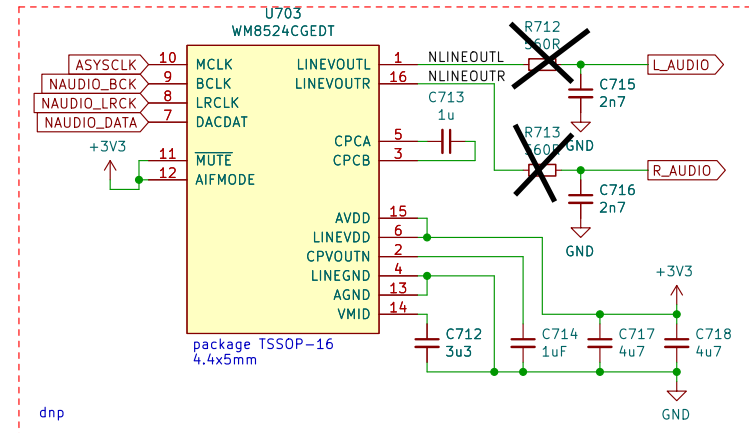 U703
WM8524CGEDT
R712
560R
ASYSCLK
10
MCLK
LINEVOUTL
1
NLINEOUTL
L_AUDIO
NAUDIO_BCK
9
BCLK
LINEVOUTR
16
NLINEOUTR
C715
2n7
NAUDIO_LRCK
8
LRCLK
C713
1u
NAUDIO_DATA
7
DACDAT
GND
R713
560R
+3V3
CPCA
5
11
MUTE
CPCB
3
12
AIFMODE
R_AUDIO
C716
2n7
GND
AVDD
15
LINEVDD
6
CPVOUTN
2
LINEGND
4
+3V3
AGND
13
VMID
14
C712
3u3
C714
1uF
C717
4u7
C718
4u7
package TSSOP-16
4.4x5mm
GND
dnp